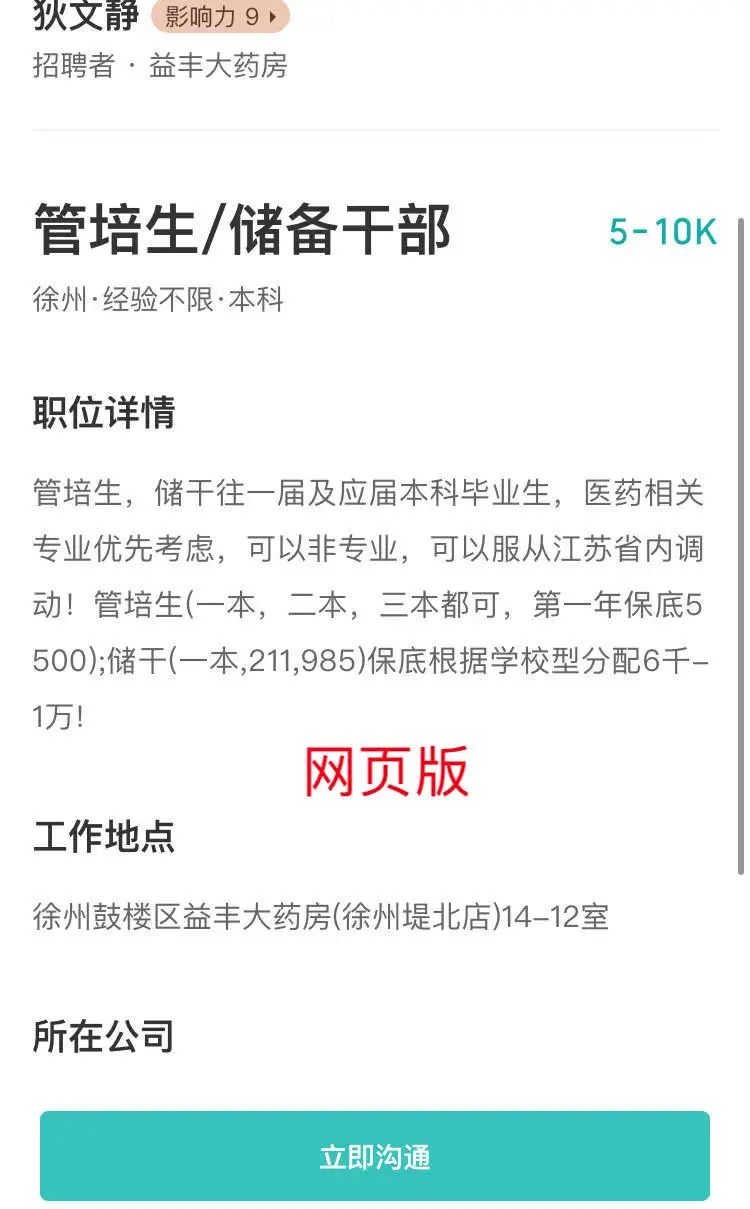 狄文静 影响力 9
招聘者 · 益丰大药房
管培生/储备干部 5-10K
徐州·经验不限·本科
职位详情
管培生，储干往一届及应届本科毕业生，医药相关
专业优先考虑，可以非专业，可以服从江苏省内调
动！管培生(一本，二本，三本都可，第一年保底5
500);储干(一本,211,985)保底根据学校型分配6千-
1万!
网页版
工作地点
徐州鼓楼区益丰大药房(徐州堤北店)14-12室
所在公司
立即沟通